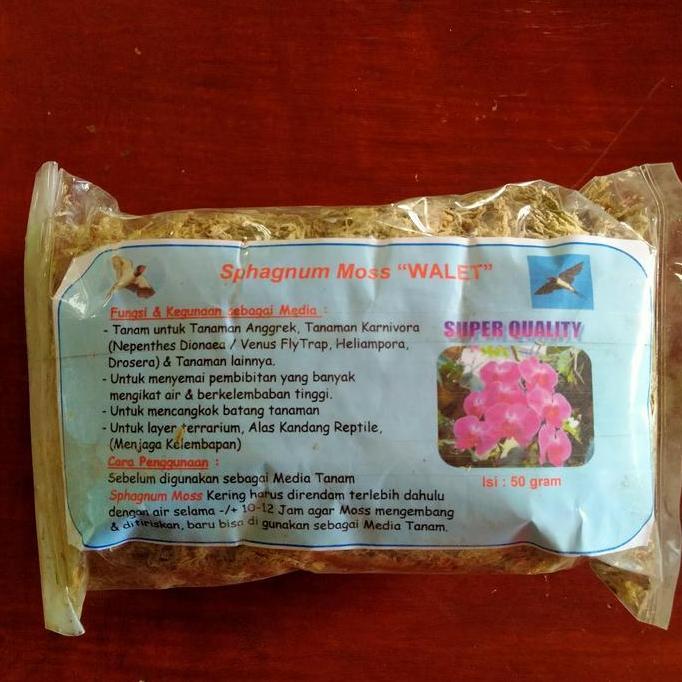 Sphagnum Moss “WALET”
Fungsi & Kegunaan sebagai Media :
- Tanam untuk Tanaman Anggrek, Tanaman Karnivora
(Nepenthes Dionaea / Venus FlyTrap, Heliampora,
Drosera) & Tanaman lainnya.
- Untuk menyemai pembibitan yang banyak
mengikat air & berkelembaban tinggi.
- Untuk mencangkok batang tanaman
- Untuk layer terrarium, Alas Kandang Reptile,
(Menjaga Kelembapan)
Cara Penggunaan :
Sebelum digunakan sebagai Media Tanam
Sphagnum Moss Kering harus direndam terlebih dahulu
dengan air selama -/+ 10-12 Jam agar Moss mengembang
& ditiriskan, baru bisa di gunakan sebagai Media Tanam.
SUPER QUALITY
Isi : 50 gram